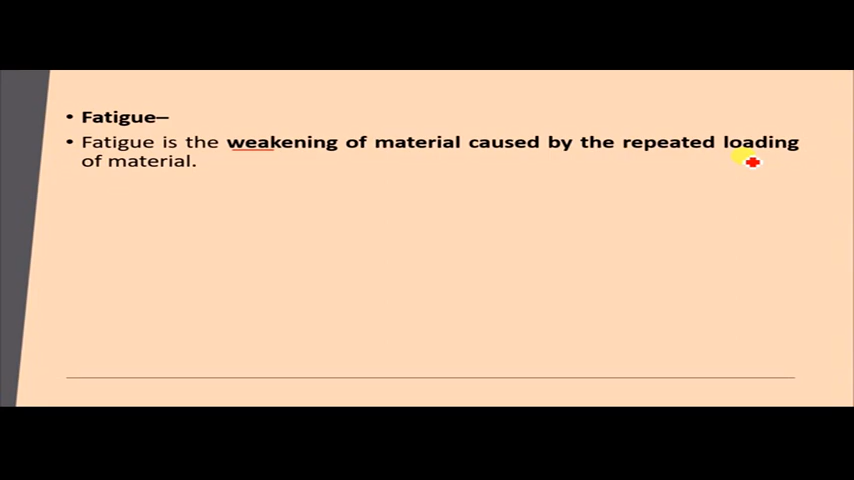 • Fatigue–
• Fatigue is the weakening of material caused by the repeated loading
of material.